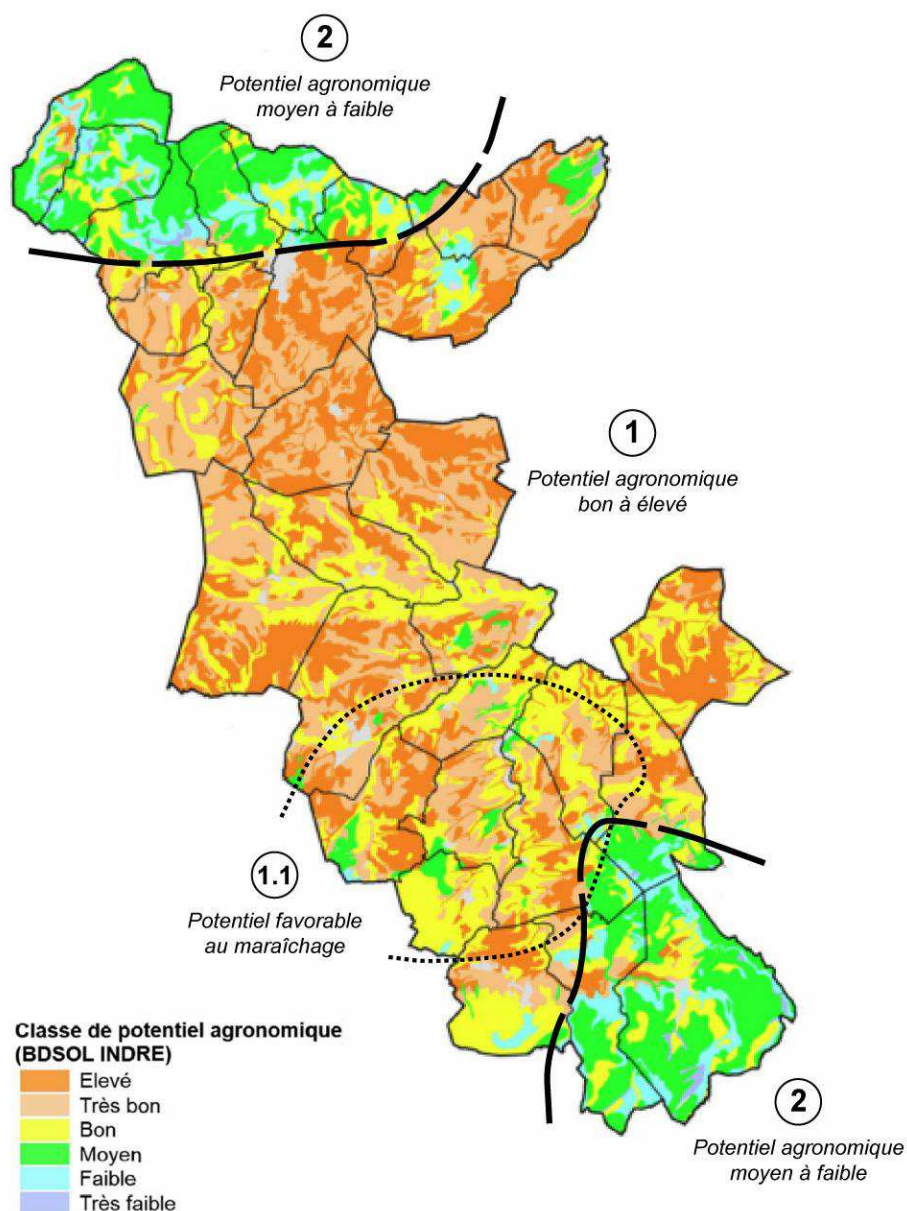 2
Potentiel agronomique
moyen à faible
1
Potentiel agronomique
bon à élevé
1.1
Potentiel favorable
au maraîchage
Classe de potentiel agronomique
(BDSOL INDRE)
Elevé
Très bon
Bon
Moyen
Faible
Très faible
2
Potentiel agronomique
moyen à faible